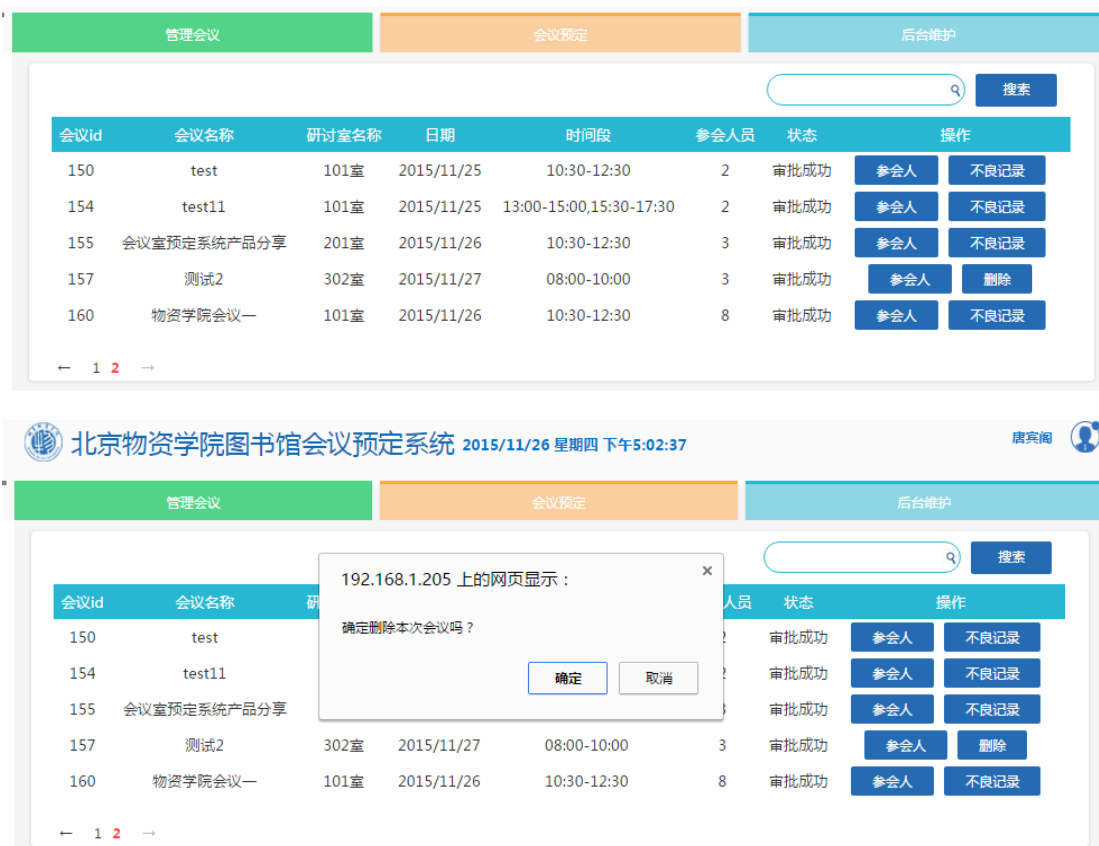 管理会议 会议预定 后台维护
搜索
会议id 会议名称 研讨室名称 日期 时间段 参会人员 状态 操作
150 test 101室 2015/11/25 10:30-12:30 2 审批成功 参会人 不良记录
154 test11 101室 2015/11/25 13:00-15:00,15:30-17:30 2 审批成功 参会人 不良记录
155 会议室预定系统产品分享 201室 2015/11/26 10:30-12:30 3 审批成功 参会人 不良记录
157 测试2 302室 2015/11/27 08:00-10:00 3 审批成功 参会人 删除
160 物资学院会议一 101室 2015/11/26 10:30-12:30 8 审批成功 参会人 不良记录
← 1 2 →
北京物资学院图书馆会议预定系统 2015/11/26 星期四 下午5:02:37 唐宾阁
管理会议 会议预定 后台维护
搜索
192.168.1.205 上的网页显示：
确定删除本次会议吗？
确定 取消
会议id 会议名称 人员 状态 操作
150 test 审批成功 参会人 不良记录
154 test11 审批成功 参会人 不良记录
155 会议室预定系统产品分享 审批成功 参会人 不良记录
157 测试2 302室 2015/11/27 08:00-10:00 3 审批成功 参会人 删除
160 物资学院会议一 101室 2015/11/26 10:30-12:30 8 审批成功 参会人 不良记录
← 1 2 →